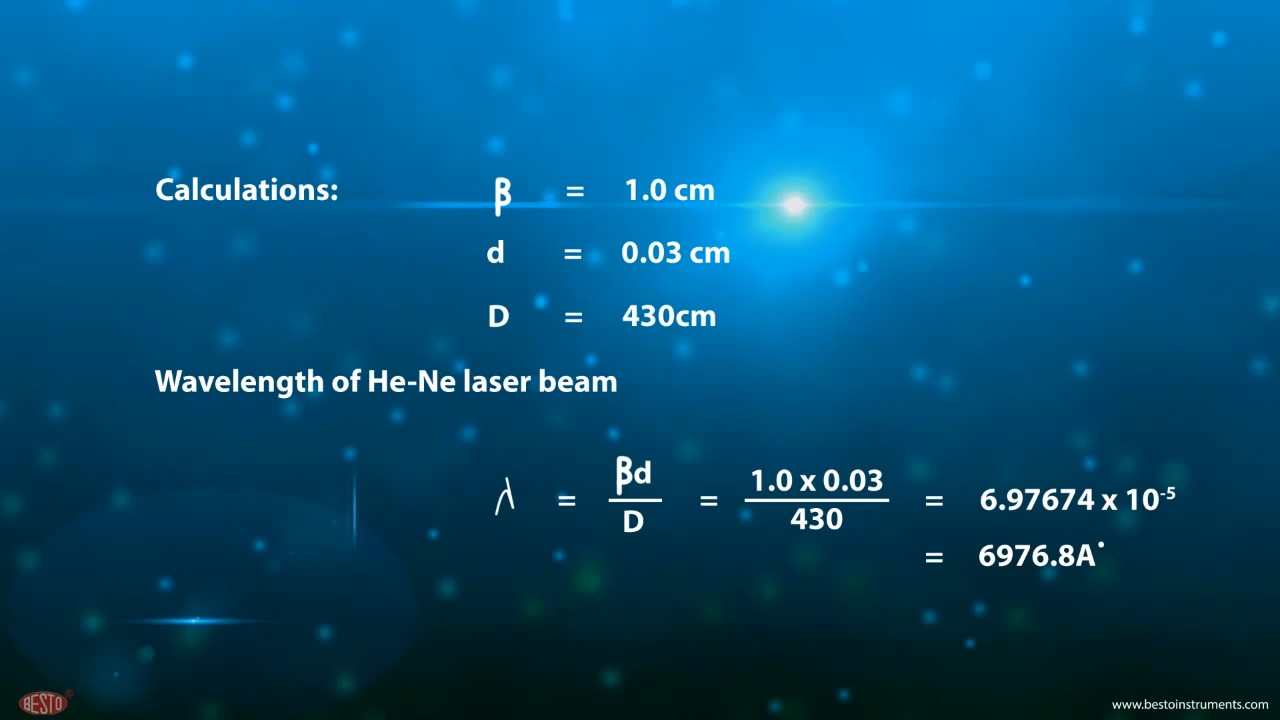 Calculations: β = 1.0 cm
d = 0.03 cm
D = 430cm
Wavelength of He-Ne laser beam
λ = βd/D = 1.0 x 0.03/430 = 6.97674 x 10⁻⁵
= 6976.8A˙
BESTO
www.bestoinstruments.com